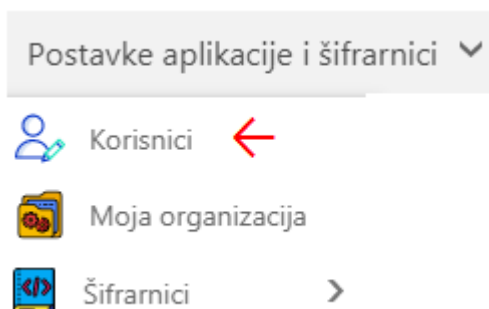 Postavke aplikacije i šifrarnici
Korisnici
Moja organizacija
Šifrarnici